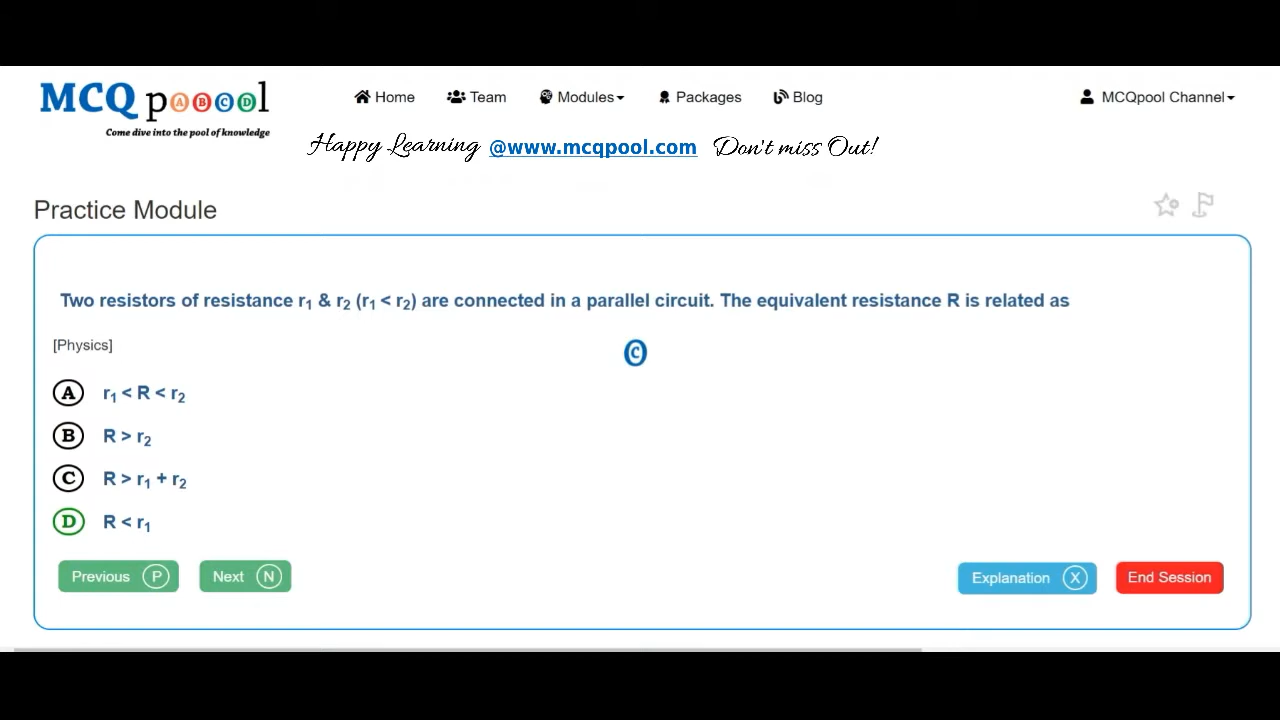 MCQ pooool
Come dive into the pool of knowledge
Home Team Modules Packages Blog MCQpool Channel
Happy Learning @www.mcqpool.com Don't miss Out!
Practice Module
Two resistors of resistance r₁ & r₂ (r₁ < r₂) are connected in a parallel circuit. The equivalent resistance R is related as
[Physics]
C
A r₁ < R < r₂
B R > r₂
C R > r₁ + r₂
D R < r₁
Previous P Next N Explanation X End Session